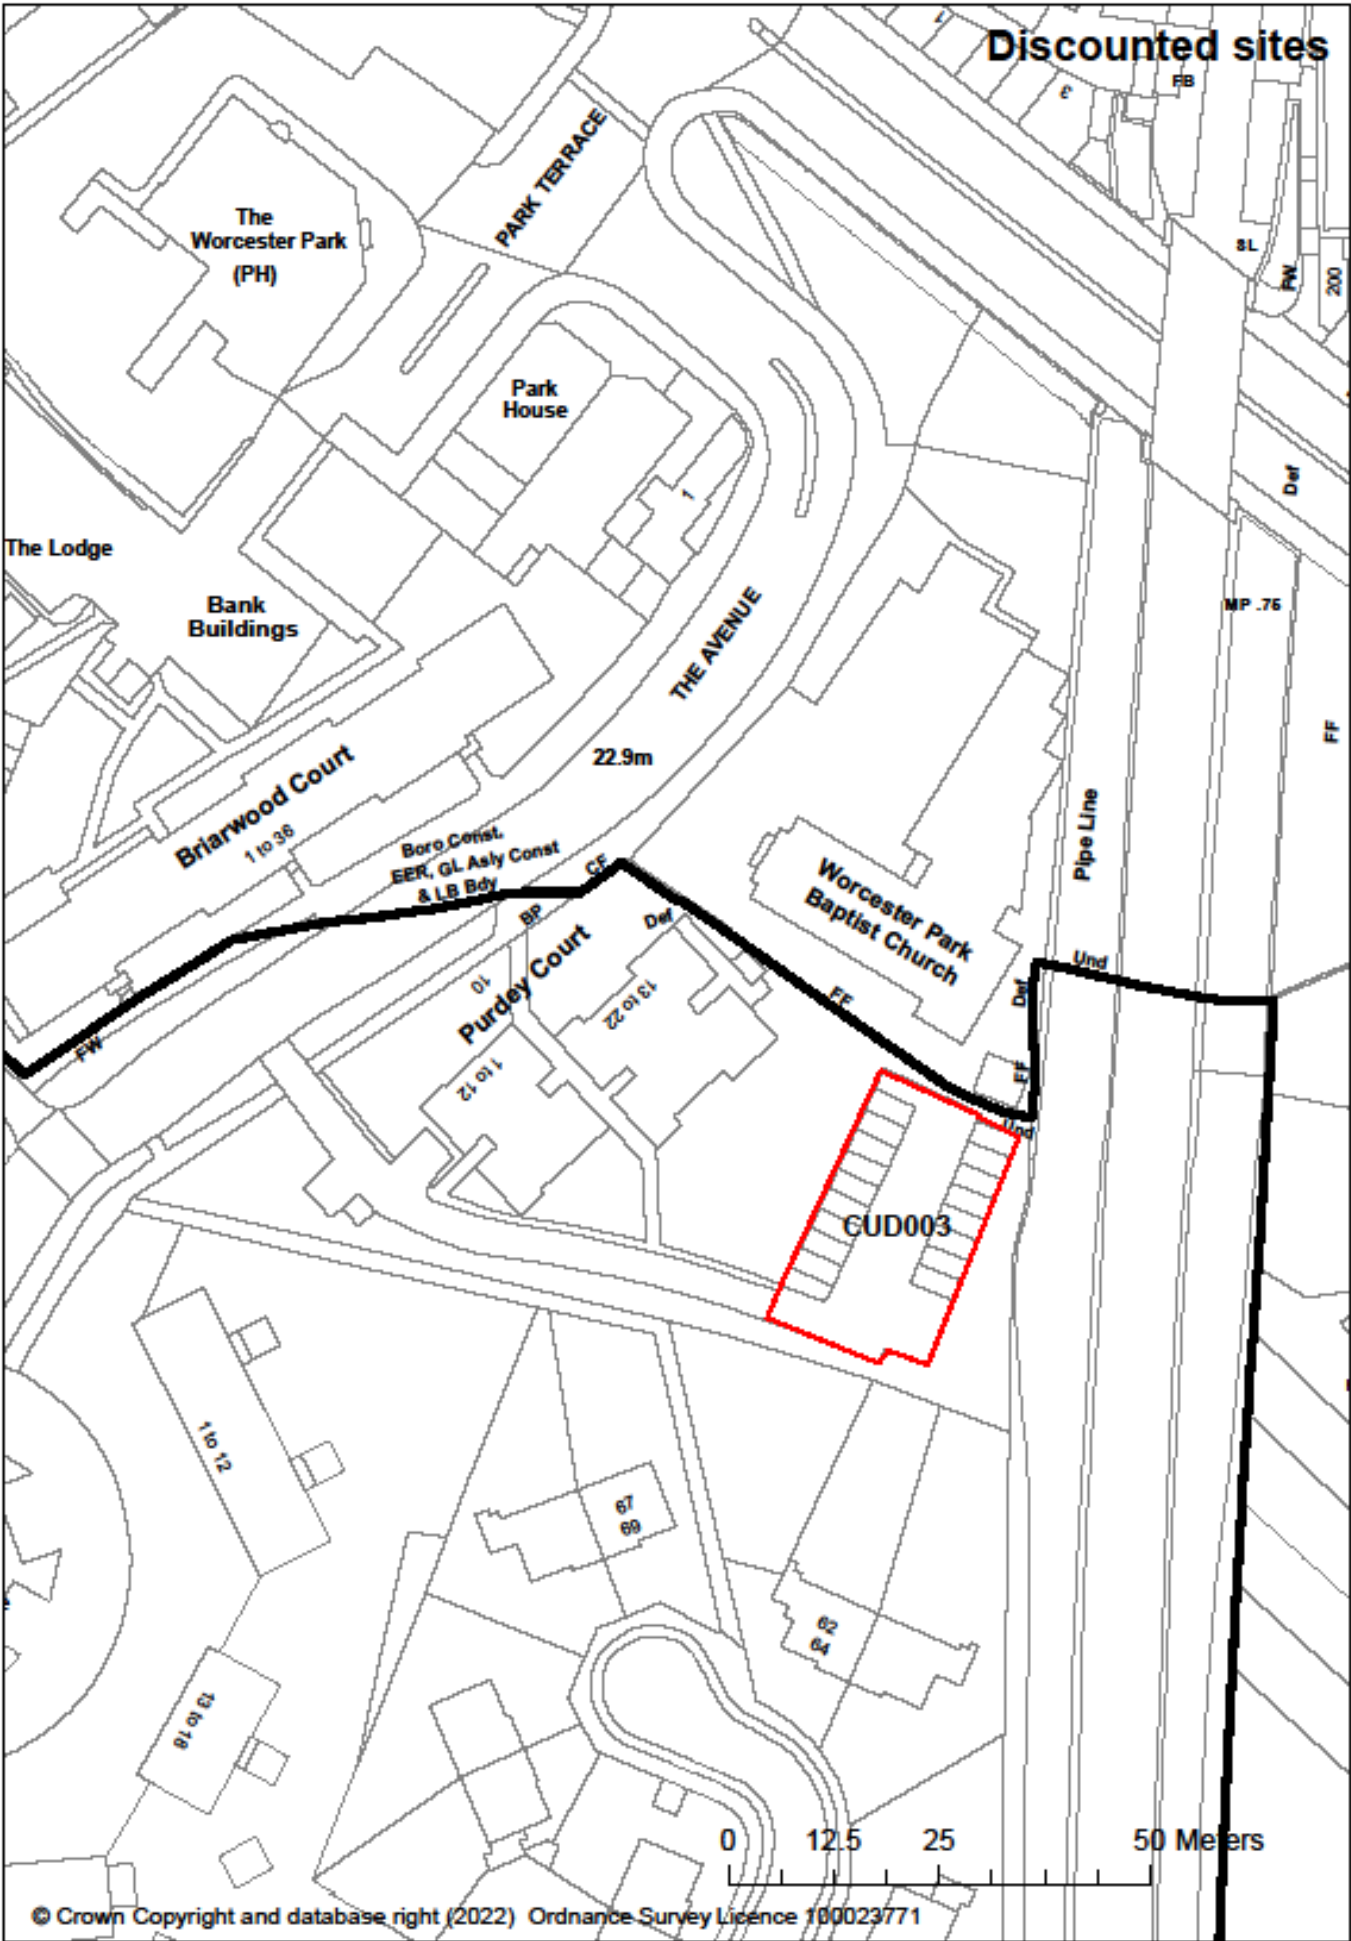 Discounted sites
1
3
FB
PARK TERRACE
The
Worcester Park
(PH)
SL
FW
200
Park
House
1
Def
The Lodge
Bank
Buildings
MP .75
THE AVENUE
FF
22.9m
Briarwood Court
1 to 36
Pipe Line
Boro Const.
EER, GL Asly Const
& LB Bdy
CF
BP
Def
Worcester Park
Baptist Church
Purdey Court
10
13 to 22
FF
Und
Def
FW
1 to 12
FF
Und
CUD003
1 to 12
67
69
62
64
13 to 18
0 12.5 25 50 Meters
© Crown Copyright and database right (2022) Ordnance Survey Licence 100023771